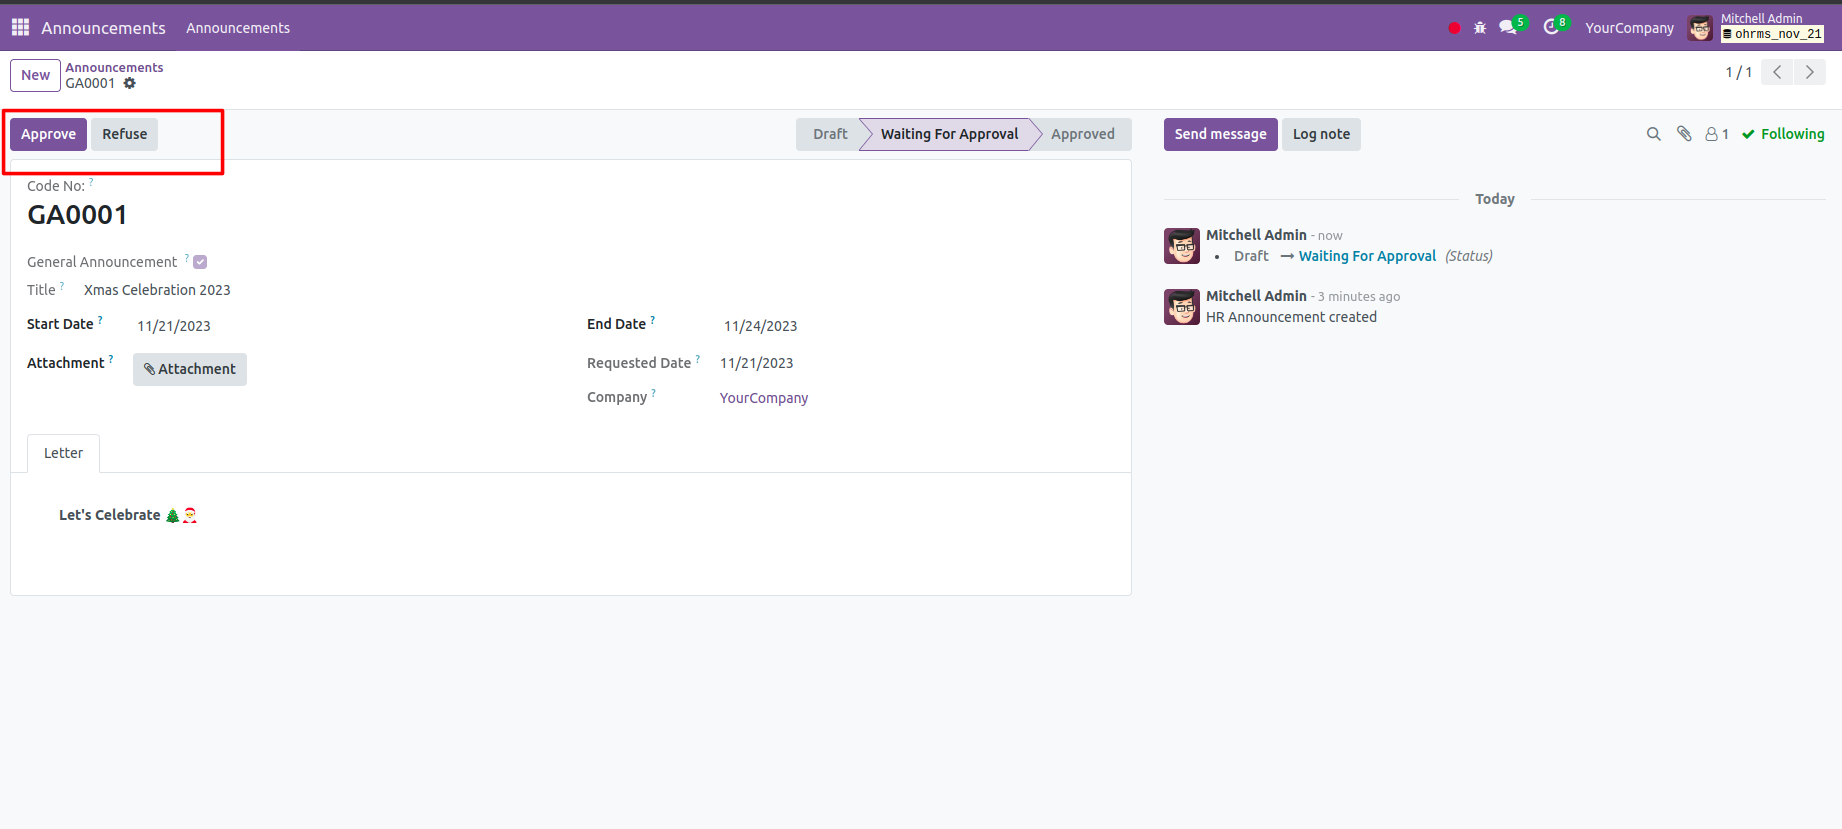 Announcements Announcements 5 8 YourCompany Mitchell Admin
ohrms_nov_21
New Announcements
GA0001
1 / 1
Approve Refuse Draft Waiting For Approval Approved Send message Log note 1 Following
Code No: ?
GA0001
General Announcement ?
Title ? Xmas Celebration 2023
Start Date ? 11/21/2023 End Date ? 11/24/2023
Attachment ? Attachment Requested Date ? 11/21/2023
Company ? YourCompany
Letter
Let's Celebrate 🎄🎅
Today
Mitchell Admin - now
• Draft → Waiting For Approval (Status)
Mitchell Admin - 3 minutes ago
HR Announcement created